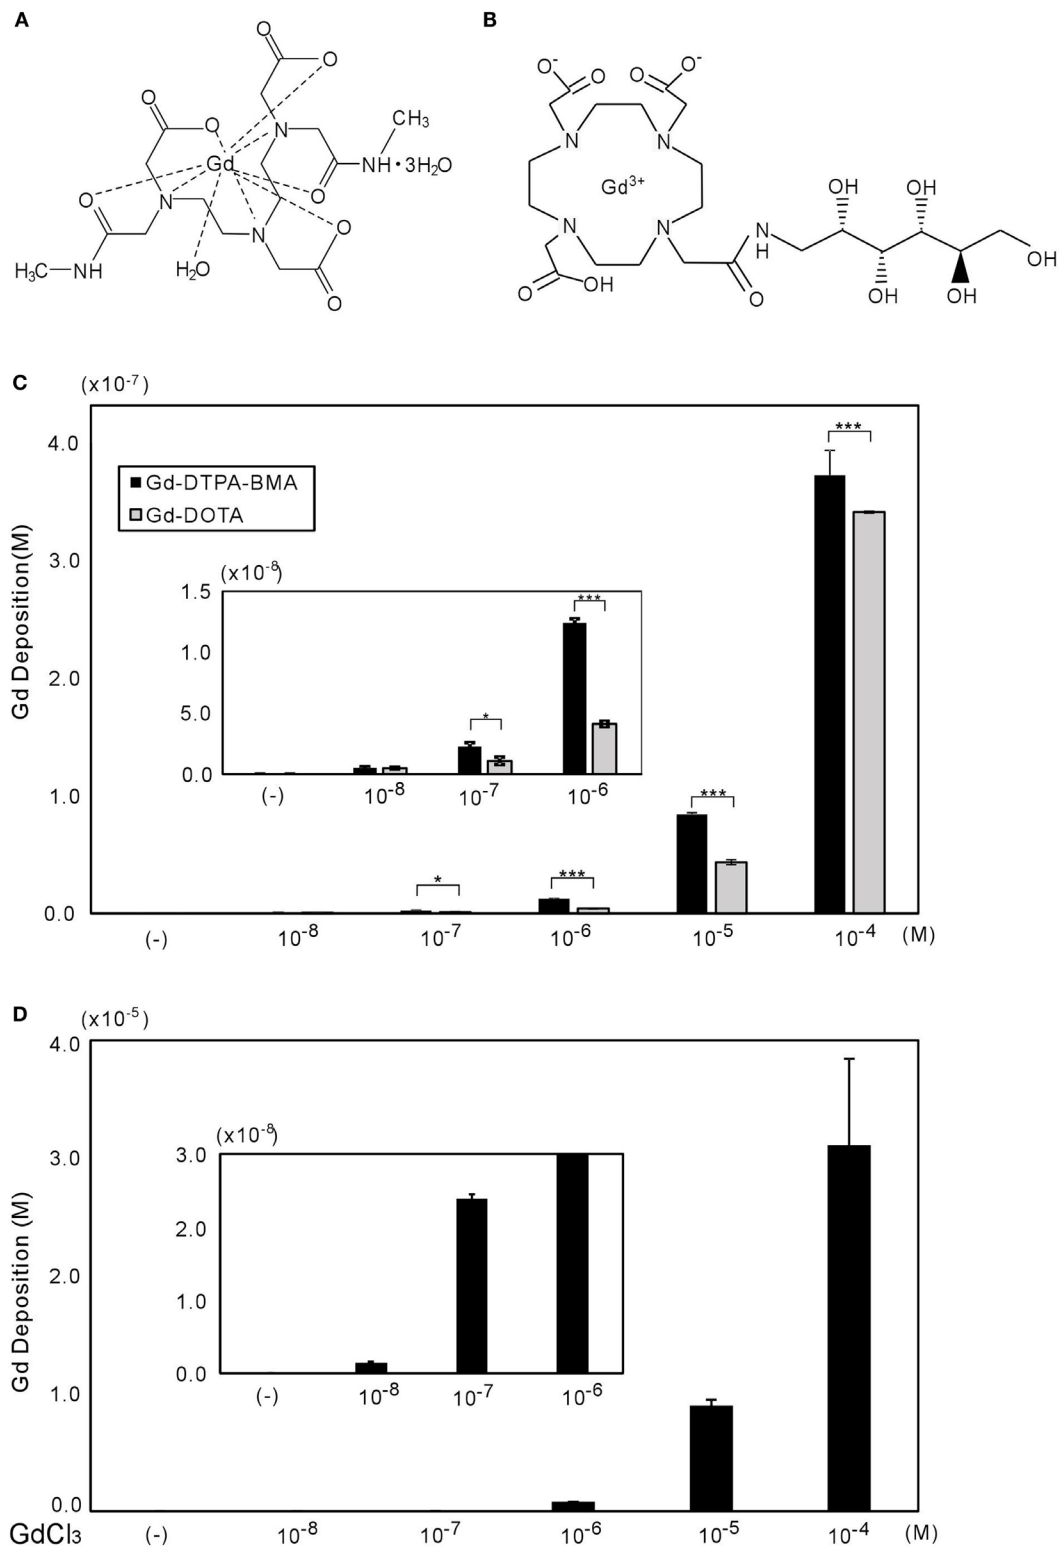 A
B
O
O
O
O
CH₃
Gd
N
NH•3H₂O
O
O
N
N
O
H₃C
NH
H₂O
O
O⁻
O
O
O⁻
N
N
Gd³⁺
N
N
N
H
OH
OH
OH
OH
OH
O
OH
O
C
(x10⁻⁷)
4.0
3.0
2.0
1.0
0.0
Gd Deposition(M)
Gd-DTPA-BMA
Gd-DOTA
***
(x10⁻⁸)
1.5
1.0
5.0
0.0
*
***
(-)
10⁻⁸
10⁻⁷
10⁻⁶
*
***
***
(-)
10⁻⁸
10⁻⁷
10⁻⁶
10⁻⁵
10⁻⁴
(M)
D
(x10⁻⁵)
4.0
3.0
2.0
1.0
0.0
Gd Deposition (M)
(x10⁻⁸)
3.0
2.0
1.0
0.0
(-)
10⁻⁸
10⁻⁷
10⁻⁶
GdCl₃
(-)
10⁻⁸
10⁻⁷
10⁻⁶
10⁻⁵
10⁻⁴
(M)